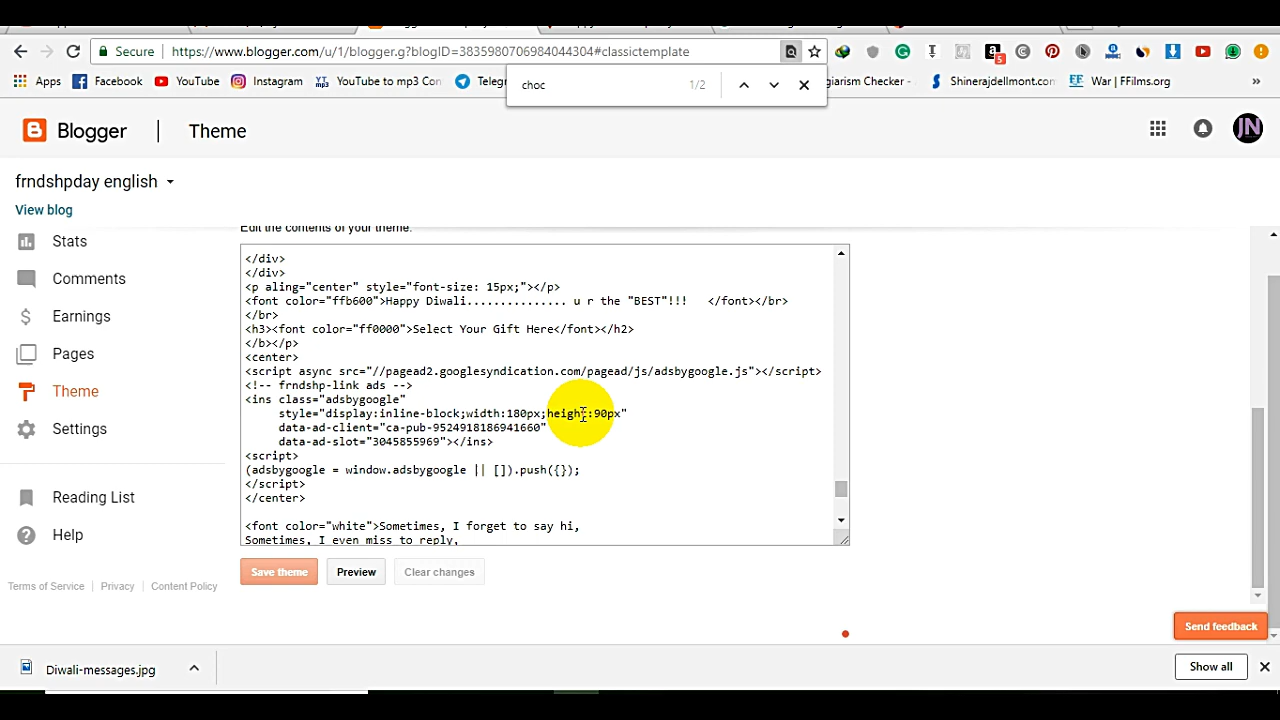 Secure
https://www.blogger.com/u/1/blogger.g?blogID=3835980706984044304#classictemplate
5
Apps
Facebook
YouTube
Instagram
YouTube to mp3 Con
Telegr
choc
1/2
giarism Checker -
Shinerajdellmont.co
War | FFilms.org
»
Blogger
Theme
JN
frndshpday english
View blog
Stats
Comments
Earnings
Pages
Theme
Settings
Reading List
Help
Terms of Service
Privacy
Content Policy
Edit the contents of your theme.
</div>
</div>
<p aling="center" style="font-size: 15px;"></p>
<font color="ffb600">Happy Diwali............... u r the "BEST"!!!   </font></br>
</br>
<h3><font color="ff0000">Select Your Gift Here</font></h2>
</b></p>
<center>
<script async src="//pagead2.googlesyndication.com/pagead/js/adsbygoogle.js"></script>
<!-- frndshp-link ads -->
<ins class="adsbygoogle"
     style="display:inline-block;width:180px;height:90px"
     data-ad-client="ca-pub-9524918186941660"
     data-ad-slot="3045855969"></ins>
<script>
(adsbygoogle = window.adsbygoogle || []).push({});
</script>
</center>
<font color="white">Sometimes, I forget to say hi,
Sometimes, I even miss to reply,
Save theme
Preview
Clear changes
Send feedback
Diwali-messages.jpg
Show all